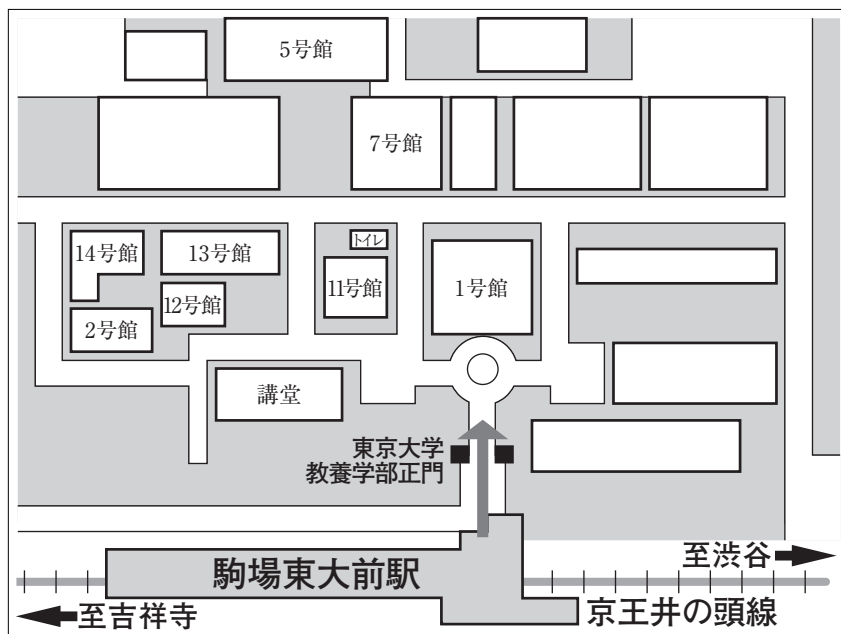 5号館
7号館
トイレ
14号館
13号館
11号館
1号館
12号館
2号館
講堂
東京大学
教養学部正門
駒場東大前駅
至渋谷
至吉祥寺
京王井の頭線